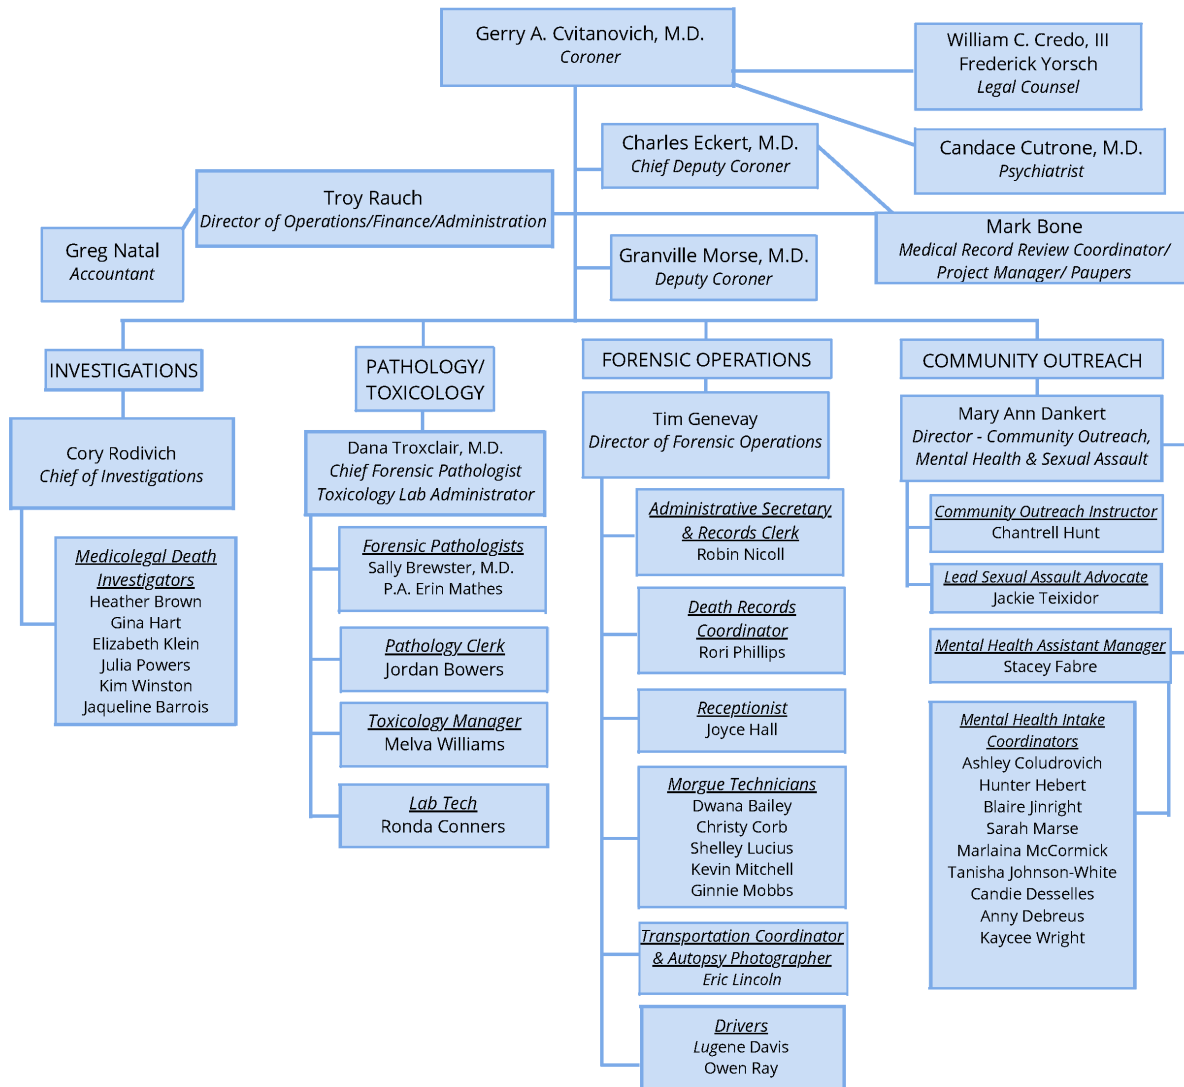 Gerry A. Cvitanovich, M.D.
Coroner
William C. Credo, III
Frederick Yorsch
Legal Counsel
Charles Eckert, M.D.
Chief Deputy Coroner
Candace Cutrone, M.D.
Psychiatrist
Troy Rauch
Director of Operations/Finance/Administration
Greg Natal
Accountant
Mark Bone
Medical Record Review Coordinator/
Project Manager/ Paupers
Granville Morse, M.D.
Deputy Coroner
INVESTIGATIONS
Cory Rodivich
Chief of Investigations
Medicolegal Death
Investigators
Heather Brown
Gina Hart
Elizabeth Klein
Julia Powers
Kim Winston
Jaqueline Barrois
PATHOLOGY/
TOXICOLOGY
Dana Troxclair, M.D.
Chief Forensic Pathologist
Toxicology Lab Administrator
Forensic Pathologists
Sally Brewster, M.D.
P.A. Erin Mathes
Pathology Clerk
Jordan Bowers
Toxicology Manager
Melva Williams
Lab Tech
Ronda Conners
FORENSIC OPERATIONS
Tim Genevay
Director of Forensic Operations
Administrative Secretary
& Records Clerk
Robin Nicoll
Death Records
Coordinator
Rori Phillips
Receptionist
Joyce Hall
Morgue Technicians
Dwana Bailey
Christy Corb
Shelley Lucius
Kevin Mitchell
Ginnie Mobbs
Transportation Coordinator
& Autopsy Photographer
Eric Lincoln
Drivers
Lugene Davis
Owen Ray
COMMUNITY OUTREACH
Mary Ann Dankert
Director - Community Outreach,
Mental Health & Sexual Assault
Community Outreach Instructor
Chantrell Hunt
Lead Sexual Assault Advocate
Jackie Teixidor
Mental Health Assistant Manager
Stacey Fabre
Mental Health Intake
Coordinators
Ashley Coludrovich
Hunter Hebert
Blaire Jinright
Sarah Marse
Marlaina McCormick
Tanisha Johnson-White
Candie Desselles
Anny Debreus
Kaycee Wright